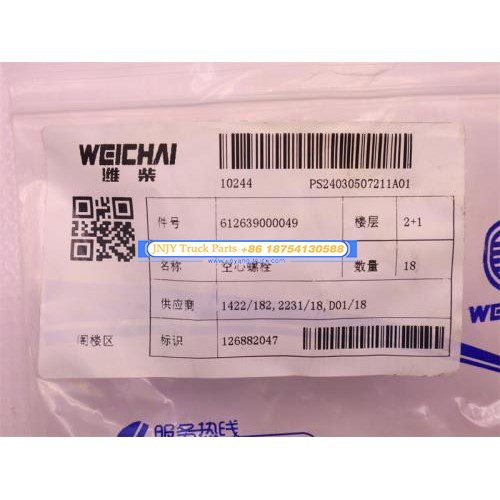 WEICHAI
潍柴
10244 PS24030507211A01
件号 612639000049 楼层 2+1
JNJY Truck Parts +86 18754130588
名称 空心螺栓 数量 18
供应商 1422/182,2231/18,D01/18
阁楼区 标识 126882047
WEICHAI
服务热线